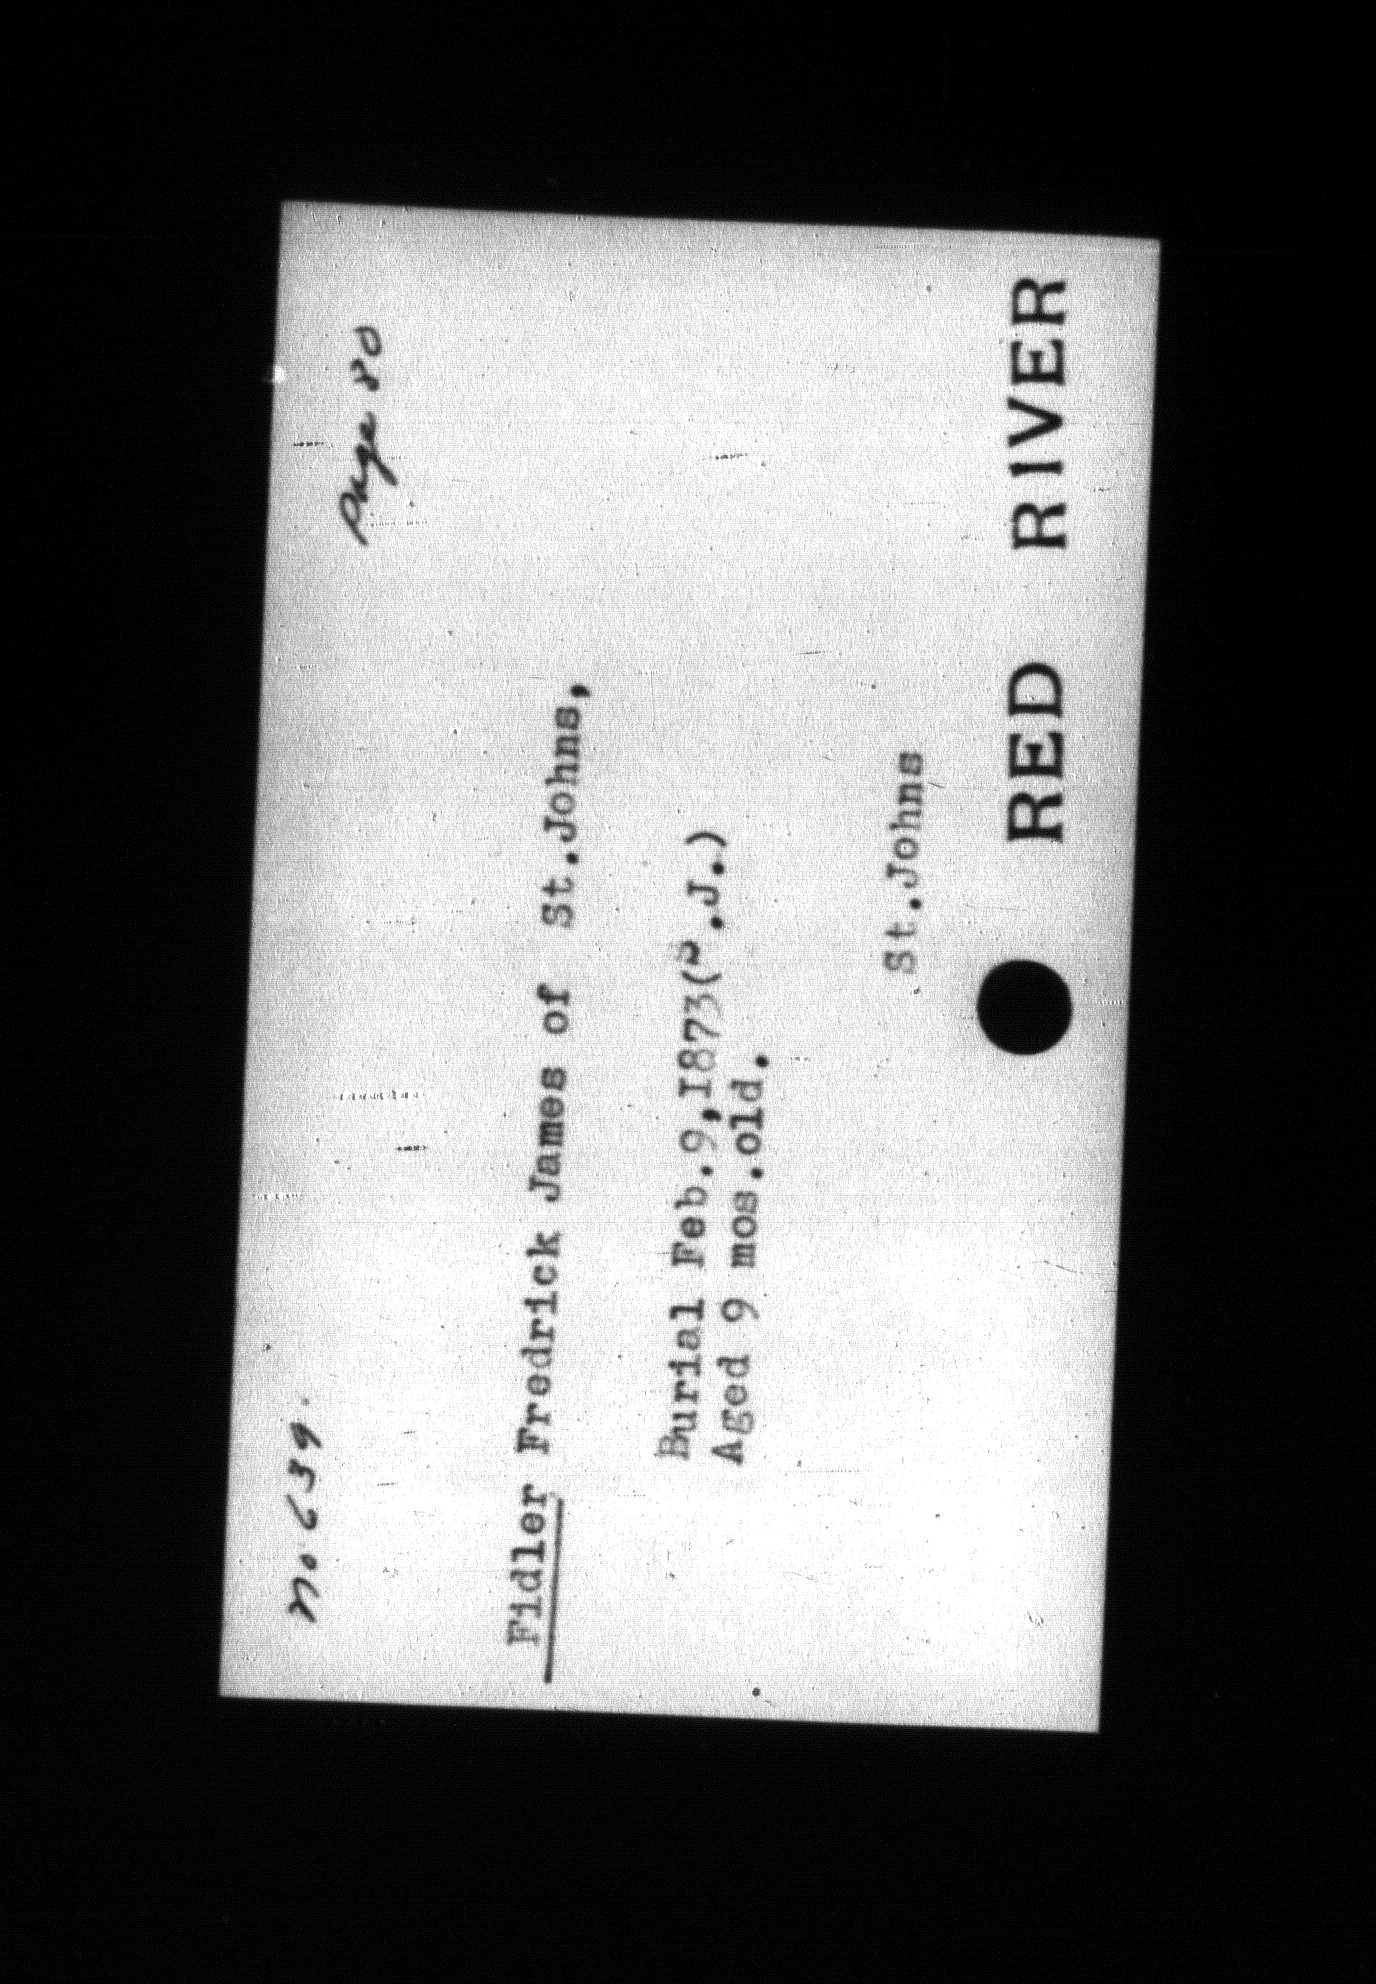 No. 639.
Page 80
Fidler Fredrick James of St.Johns,
Burial Feb.9,1873(S.J.)
Aged 9 mos.old.
St.Johns
RED RIVER